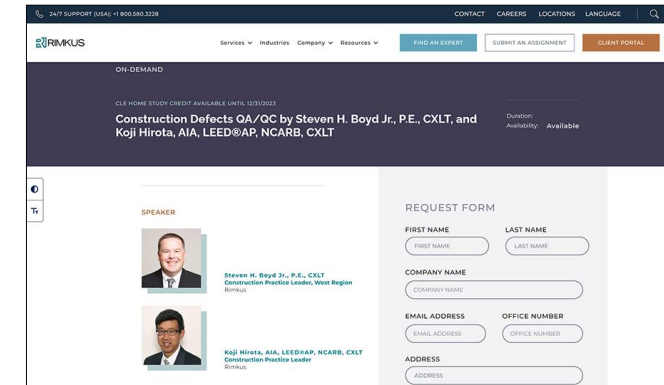 24/7 SUPPORT (USA): +1 800.580.3228
CONTACT CAREERS LOCATIONS LANGUAGE
RIMKUS
Services Industries Company Resources
FIND AN EXPERT
SUBMIT AN ASSIGNMENT
CLIENT PORTAL
ON-DEMAND
CLE HOME STUDY CREDIT AVAILABLE UNTIL 12/31/2023
Construction Defects QA/QC by Steven H. Boyd Jr., P.E., CXLT, and
Koji Hirota, AIA, LEED®AP, NCARB, CXLT
Duration:
Availability: Available
Tт
SPEAKER
Steven H. Boyd Jr., P.E., CXLT
Construction Practice Leader, West Region
Rimkus
Koji Hirota, AIA, LEED®AP, NCARB, CXLT
Construction Practice Leader
Rimkus
REQUEST FORM
FIRST NAME LAST NAME
FIRST NAME LAST NAME
COMPANY NAME
COMPANY NAME
EMAIL ADDRESS OFFICE NUMBER
EMAIL ADDRESS OFFICE NUMBER
ADDRESS
ADDRESS